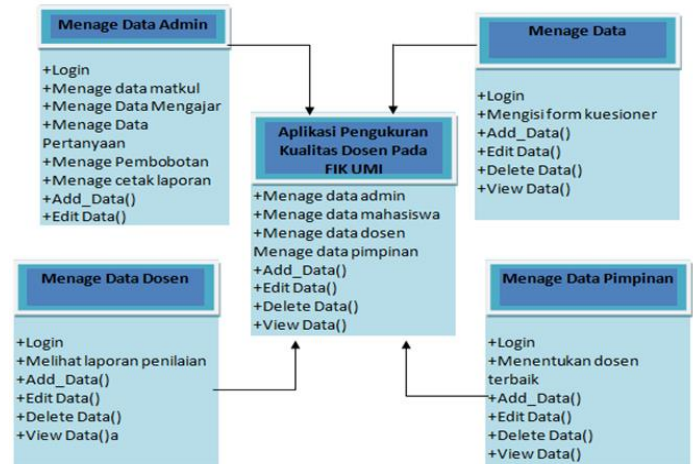 Menage Data Admin
+Login
+Menage data matkul
+Menage Data Mengajar
+Menage Data
Pertanyaan
+Menage Pembobotan
+Menage cetak laporan
+Add_Data()
+Edit Data()
Menage Data
+Login
+Mengisi form kuesioner
+Add_Data()
+Edit Data()
+Delete Data()
+View Data()
Aplikasi Pengukuran
Kualitas Dosen Pada
FIK UMI
+Menage data admin
+Menage data mahasiswa
+Menage data dosen
Menage data pimpinan
+Add_Data()
+Edit Data()
+Delete Data()
+View Data()
Menage Data Dosen
+Login
+Melihat laporan penilaian
+Add_Data()
+Edit Data()
+Delete Data()
+View Data()a
Menage Data Pimpinan
+Login
+Menentukan dosen
terbaik
+Add_Data()
+Edit Data()
+Delete Data()
+View Data()